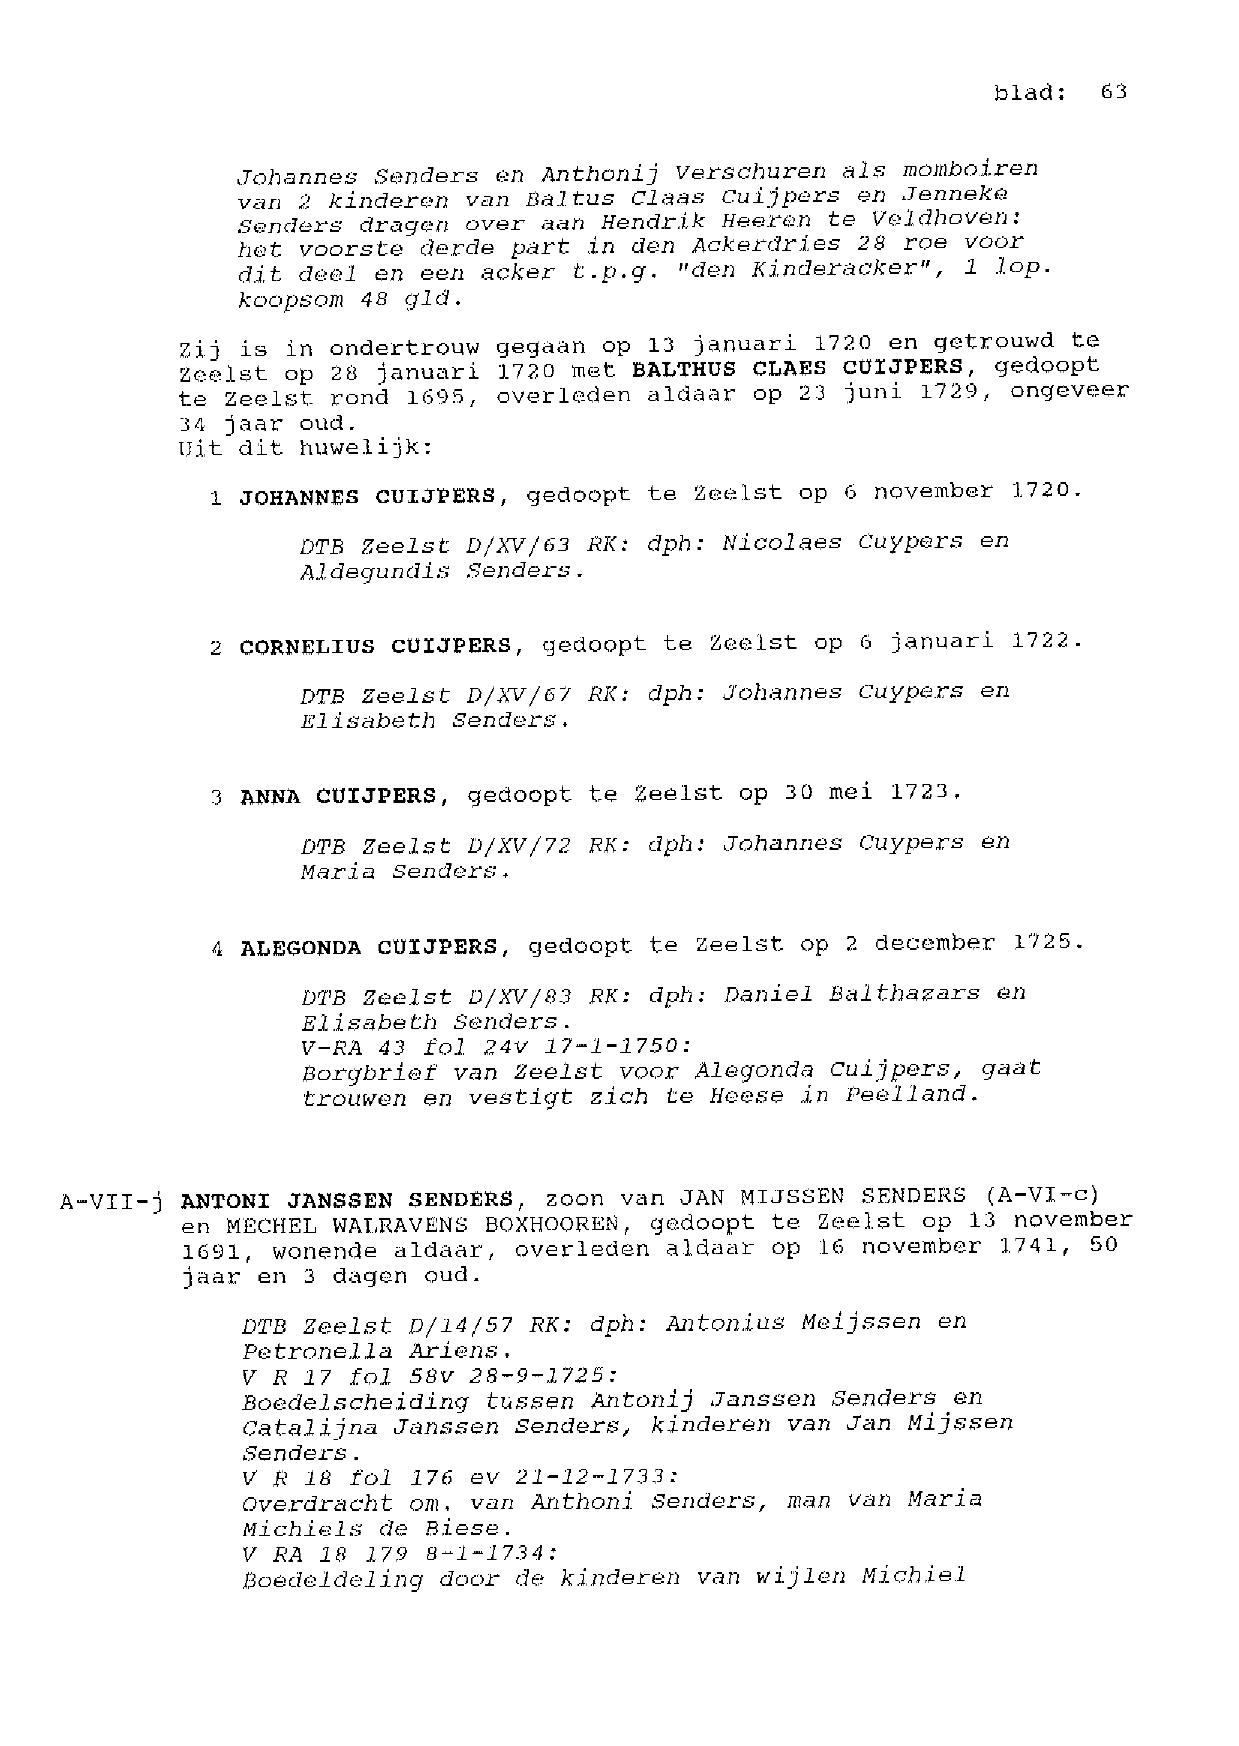 blad: 63
Johannes Senders en Anthonij Verschuren als momboiren
van 2 kinderen van Baltus Claas Cuijpers en Jenneke
Senders dragen over aan Hendrik Heeren te Veldhoven:
het voorste derde part in den Ackerdries 28 roe voor
dit deel en een acker t.p.g. "den Kinderacker", 1 lop.
koopsom 48 gld.
Zij is in ondertrouw gegaan op 13 januari 1720 en getrouwd te
Zeelst op 28 januari 1720 met BALTHUS CLAES CUIJPERS, gedoopt
te Zeelst rond 1695, overleden aldaar op 23 juni 1729, ongeveer
34 jaar oud.
Uit dit huwelijk:
1 JOHANNES CUIJPERS, gedoopt te Zeelst op 6 november 1720.
DTB Zeelst D/XV/63 RK: dph: Nicolaes Cuypers en
Aldegundis Senders.
2 CORNELIUS CUIJPERS, gedoopt te Zeelst op 6 januari 1722.
DTB Zeelst D/XV/67 RK: dph: Johannes Cuypers en
Elisabeth Senders.
3 ANNA CUIJPERS, gedoopt te Zeelst op 30 mei 1723.
DTB Zeelst D/XV/72 RK: dph: Johannes Cuypers en
Maria Senders.
4 ALEGONDA CUIJPERS, gedoopt te Zeelst op 2 december 1725.
DTB Zeelst D/XV/83 RK: dph: Daniel Balthazars en
Elisabeth Senders.
V-RA 43 fol 24v 17-1-1750:
Borgbrief van Zeelst voor Alegonda Cuijpers, gaat
trouwen en vestigt zich te Heese in Peelland.
A-VII-j ANTONI JANSSEN SENDERS, zoon van JAN MIJSSEN SENDERS (A-VI-c)
en MECHEL WALRAVENS BOXHOOREN, gedoopt te Zeelst op 13 november
1691, wonende aldaar, overleden aldaar op 16 november 1741, 50
jaar en 3 dagen oud.
DTB Zeelst D/14/57 RK: dph: Antonius Meijssen en
Petronella Ariens.
V R 17 fol 58v 28-9-1725:
Boedelscheiding tussen Antonij Janssen Senders en
Catalijna Janssen Senders, kinderen van Jan Mijssen
Senders.
V R 18 fol 176 ev 21-12-1733:
Overdracht om. van Anthoni Senders, man van Maria
Michiels de Biese.
V RA 18 179 8-1-1734:
Boedeldeling door de kinderen van wijlen Michiel